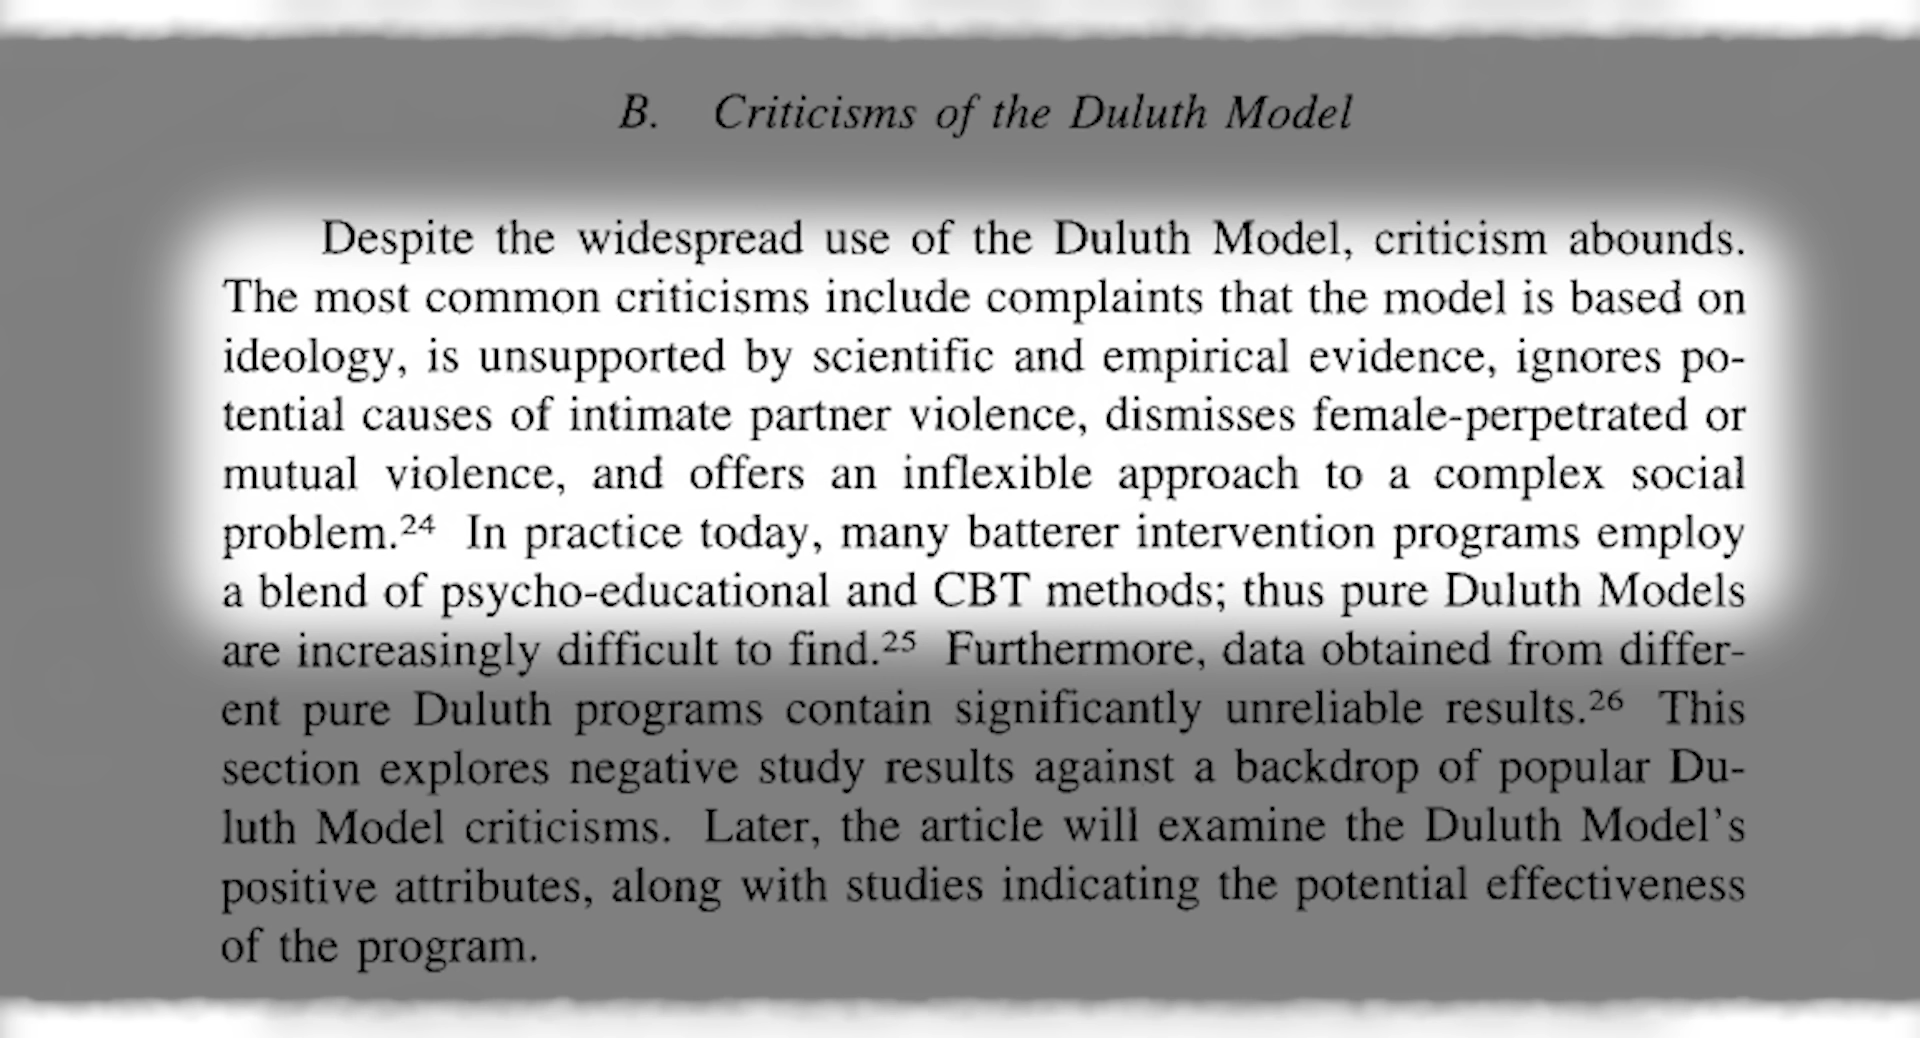 B. Criticisms of the Duluth Model
Despite the widespread use of the Duluth Model, criticism abounds.
The most common criticisms include complaints that the model is based on
ideology, is unsupported by scientific and empirical evidence, ignores po-
tential causes of intimate partner violence, dismisses female-perpetrated or
mutual violence, and offers an inflexible approach to a complex social
problem.²⁴ In practice today, many batterer intervention programs employ
a blend of psycho-educational and CBT methods; thus pure Duluth Models
are increasingly difficult to find.²⁵ Furthermore, data obtained from differ-
ent pure Duluth programs contain significantly unreliable results.²⁶ This
section explores negative study results against a backdrop of popular Du-
luth Model criticisms. Later, the article will examine the Duluth Model's
positive attributes, along with studies indicating the potential effectiveness
of the program.